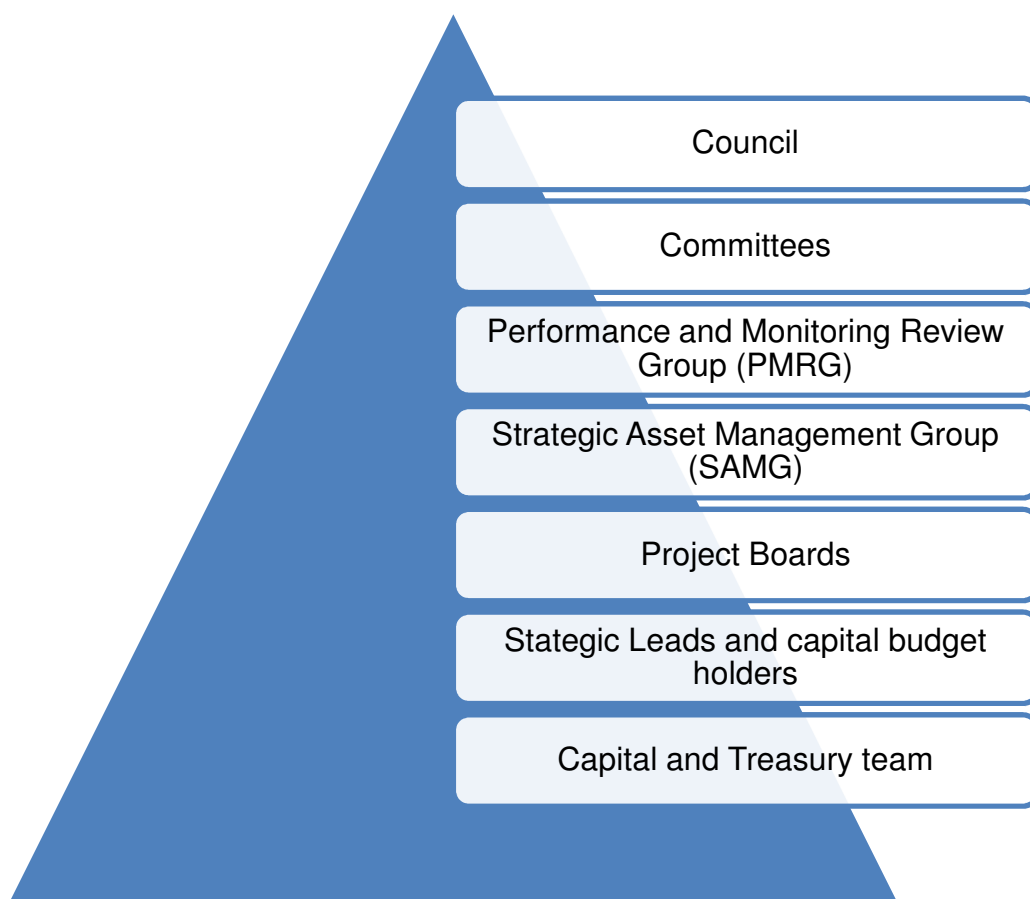 Council
Committees
Performance and Monitoring Review
Group (PMRG)
Strategic Asset Management Group
(SAMG)
Project Boards
Stategic Leads and capital budget
holders
Capital and Treasury team